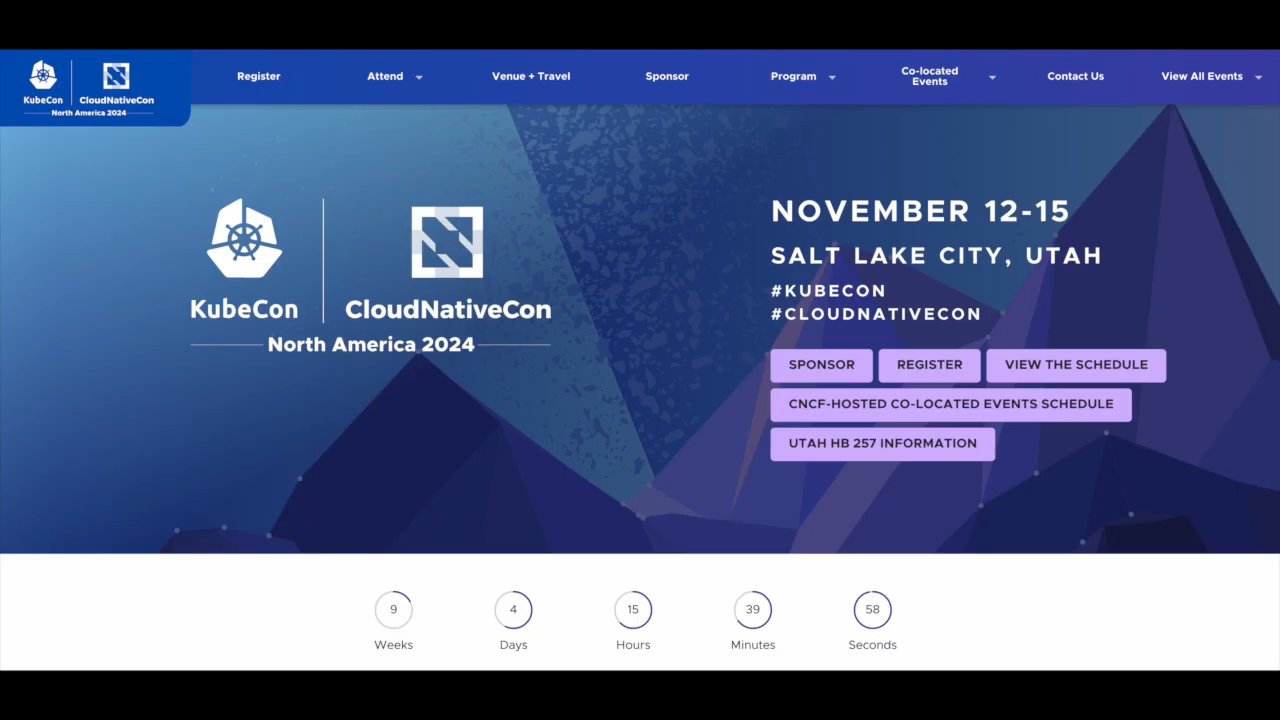 KubeCon
CloudNativeCon
North America 2024
Register
Attend
Venue + Travel
Sponsor
Program
Co-located
Events
Contact Us
View All Events
KubeCon
CloudNativeCon
North America 2024
NOVEMBER 12-15
SALT LAKE CITY, UTAH
#KUBECON
#CLOUDNATIVECON
SPONSOR
REGISTER
VIEW THE SCHEDULE
CNCF-HOSTED CO-LOCATED EVENTS SCHEDULE
UTAH HB 257 INFORMATION
9
Weeks
4
Days
15
Hours
39
Minutes
58
Seconds